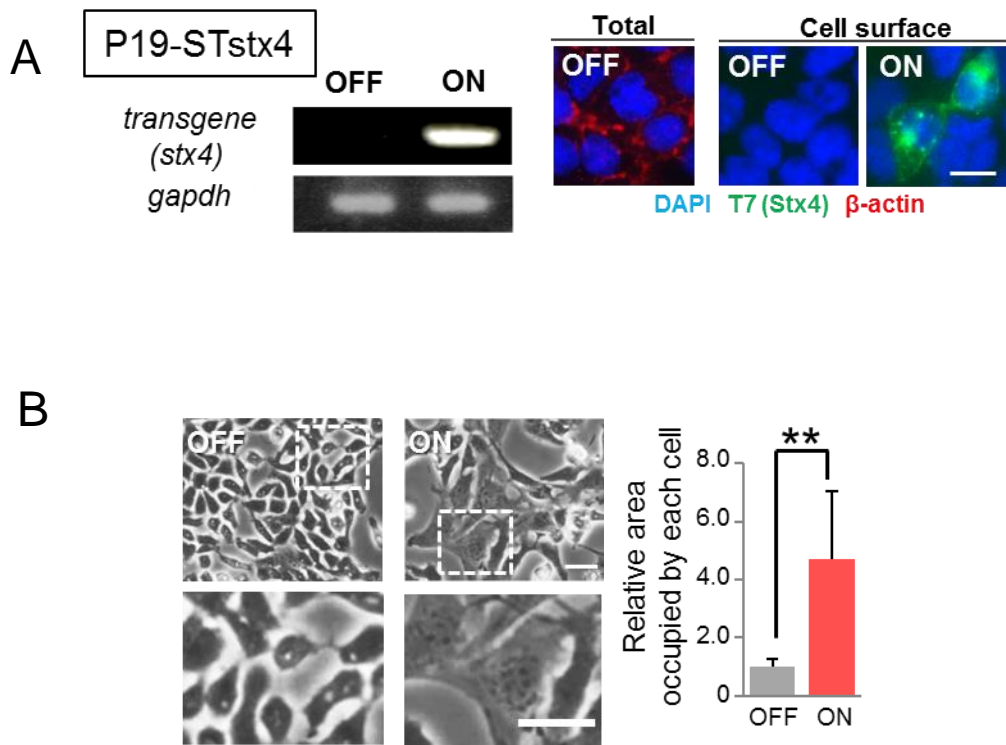 A
P19-STstx4
OFF ON
transgene
(stx4)
gapdh
Total
Cell surface
OFF
OFF
ON
DAPI T7 (Stx4) β-actin
B
OFF
ON
Relative area
occupied by each cell
**
8.0
6.0
4.0
2.0
0
OFF ON